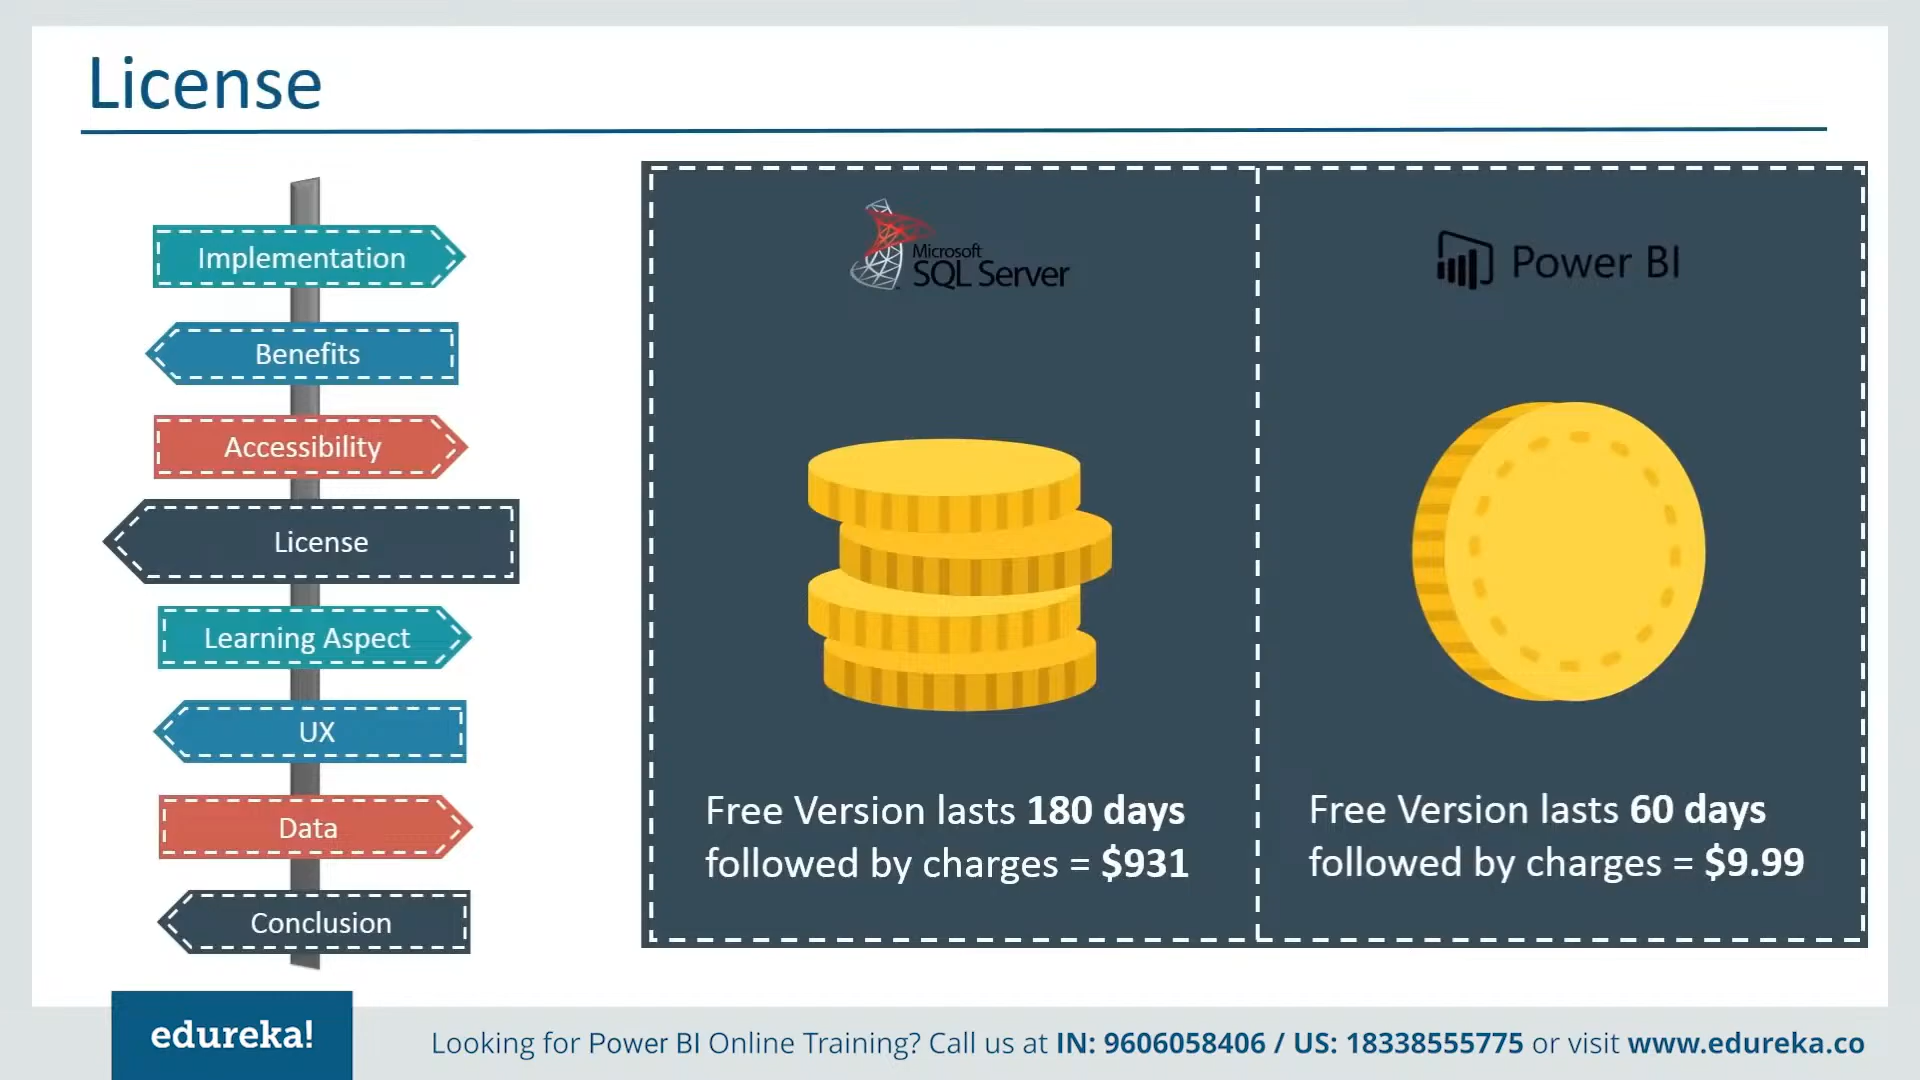 License
Implementation
Benefits
Accessibility
License
Learning Aspect
UX
Data
Conclusion
Microsoft
SQL Server
Free Version lasts 180 days
followed by charges = $931
Power BI
Free Version lasts 60 days
followed by charges = $9.99
edureka!
Looking for Power BI Online Training? Call us at IN: 9606058406 / US: 18338555775 or visit www.edureka.co